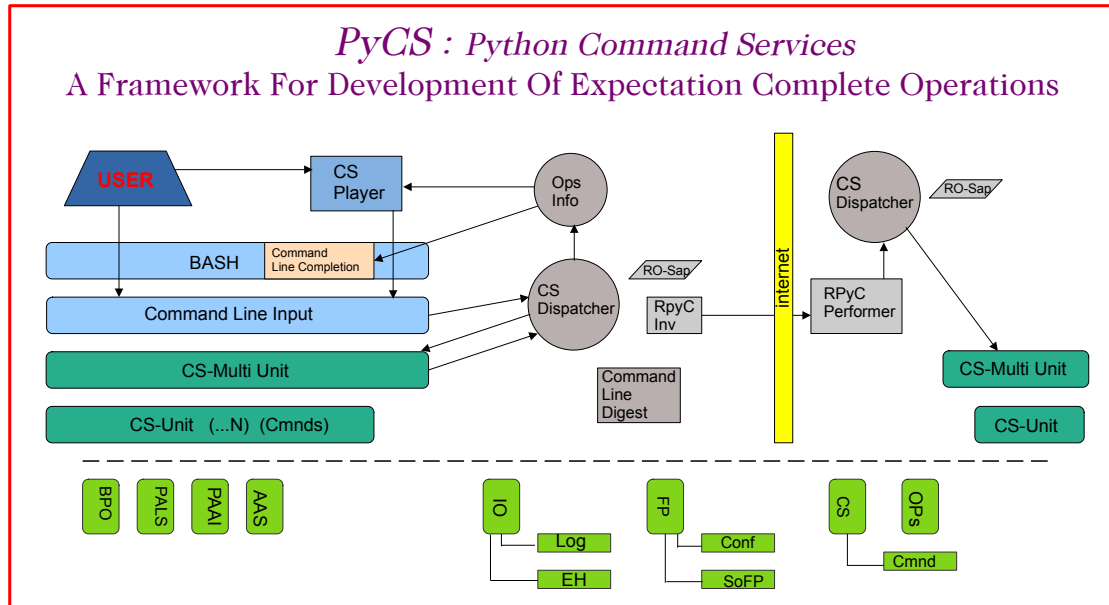 PyCS : Python Command Services
A Framework For Development Of Expectation Complete Operations
USER
CS
Player
Ops
Info
CS
Dispatcher
RO-Sap
BASH
Command
Line Completion
internet
RO-Sap
CS
Dispatcher
Command Line Input
RpyC
Inv
RPyC
Performer
CS-Multi Unit
CS-Multi Unit
Command
Line
Digest
CS-Unit (...N) (Cmnds)
CS-Unit
BPO
PALS
PAAI
AAS
IO
FP
CS
OPs
Log
Conf
Cmnd
EH
SoFP